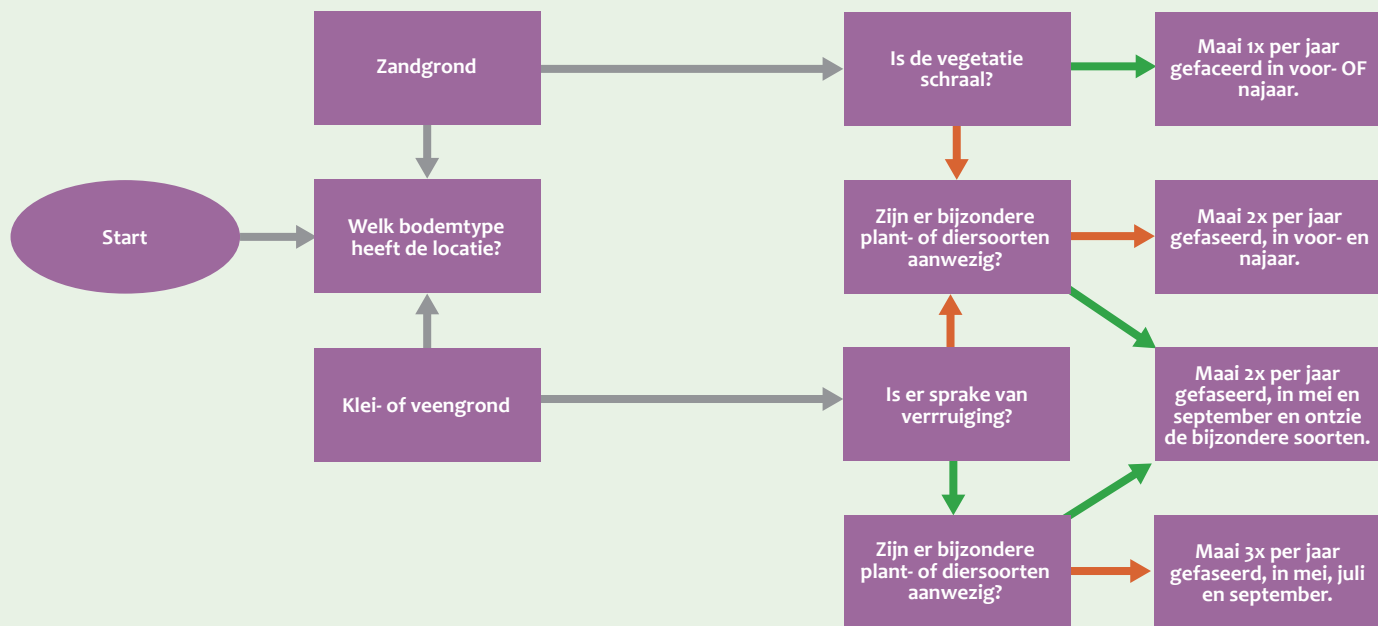 Zandgrond
Is de vegetatie
schraal?
Maai 1x per jaar
gefaceerd in voor- OF
najaar.
Start
Welk bodemtype
heeft de locatie?
Zijn er bijzondere
plant- of diersoorten
aanwezig?
Maai 2x per jaar
gefaseerd, in voor- en
najaar.
Klei- of veengrond
Is er sprake van
verrruiging?
Maai 2x per jaar
gefaseerd, in mei en
september en ontzie
de bijzondere soorten.
Zijn er bijzondere
plant- of diersoorten
aanwezig?
Maai 3x per jaar
gefaseerd, in mei, juli
en september.